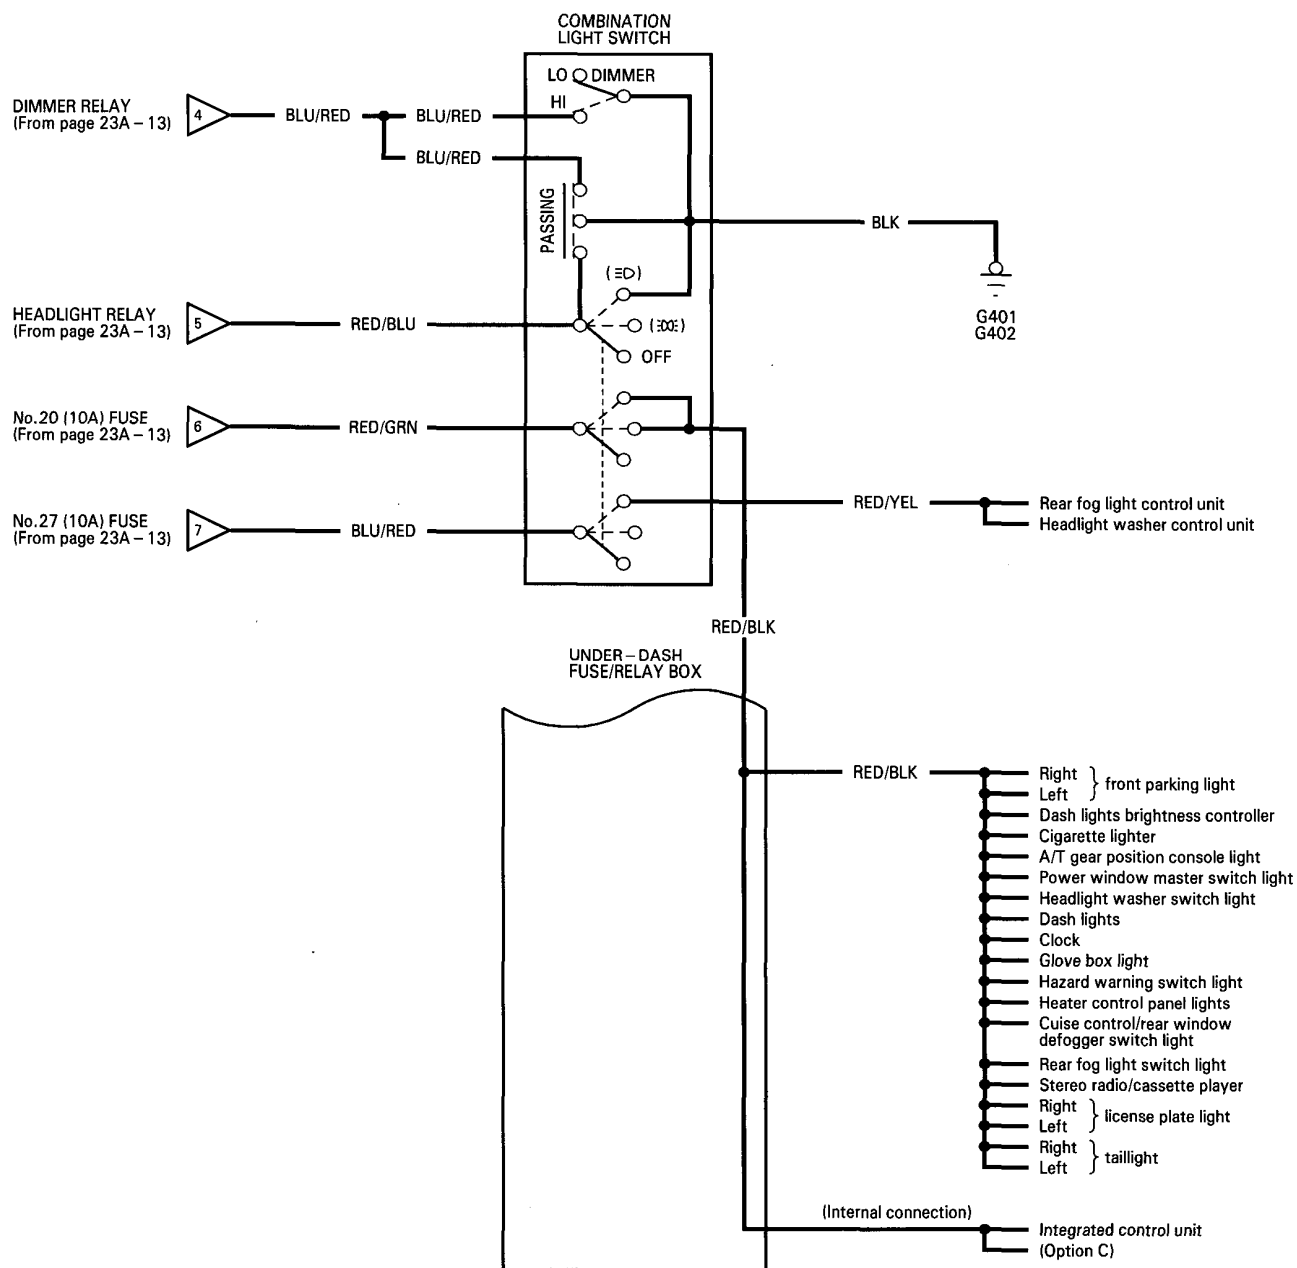 COMBINATION
LIGHT SWITCH
LO DIMMER
HI
DIMMER RELAY
(From page 23A – 13)
4
BLU/RED
BLU/RED
BLU/RED
PASSING
BLK
G401
G402
HEADLIGHT RELAY
(From page 23A – 13)
5
RED/BLU
OFF
No.20 (10A) FUSE
(From page 23A – 13)
6
RED/GRN
No.27 (10A) FUSE
(From page 23A – 13)
7
BLU/RED
RED/YEL
Rear fog light control unit
Headlight washer control unit
RED/BLK
UNDER – DASH
FUSE/RELAY BOX
RED/BLK
Right
Left
front parking light
Dash lights brightness controller
Cigarette lighter
A/T gear position console light
Power window master switch light
Headlight washer switch light
Dash lights
Clock
Glove box light
Hazard warning switch light
Heater control panel lights
Cuise control/rear window
defogger switch light
Rear fog light switch light
Stereo radio/cassette player
Right
Left
license plate light
Right
Left
taillight
(Internal connection)
Integrated control unit
(Option C)